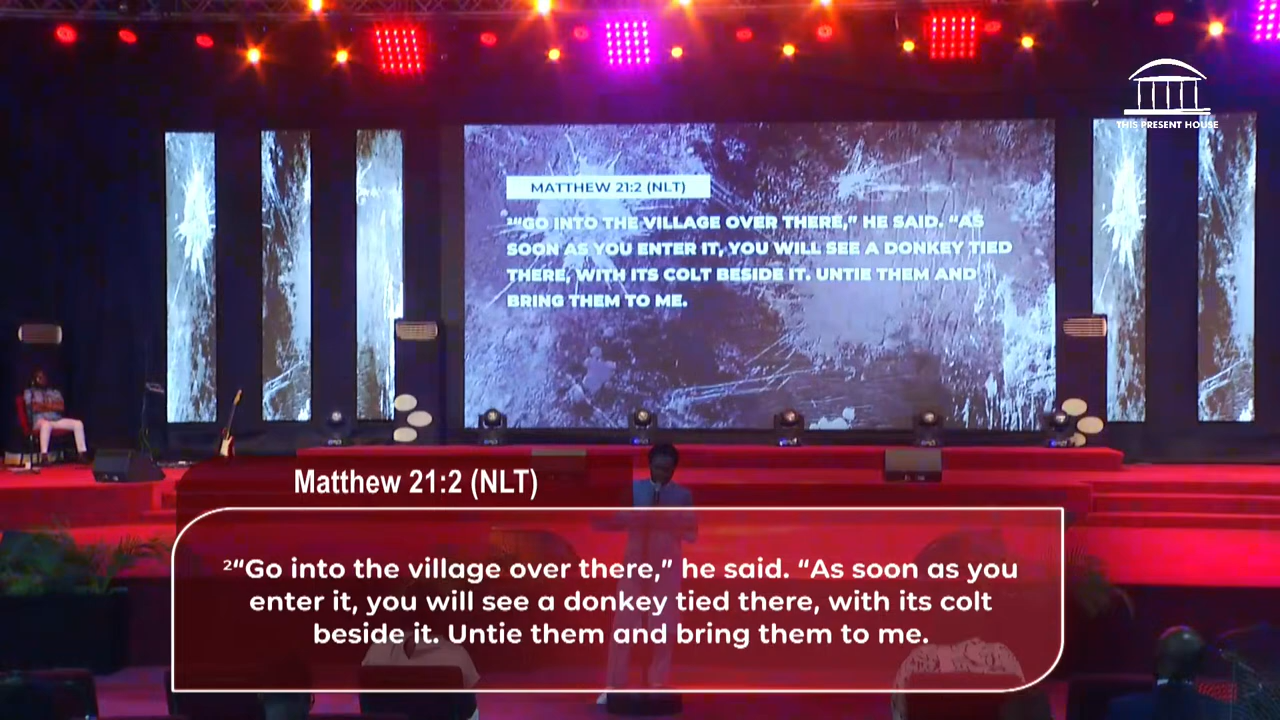 THIS PRESENT HOUSE
MATTHEW 21:2 (NLT)
²“GO INTO THE VILLAGE OVER THERE,” HE SAID. “AS
SOON AS YOU ENTER IT, YOU WILL SEE A DONKEY TIED
THERE, WITH ITS COLT BESIDE IT. UNTIE THEM AND
BRING THEM TO ME.
Matthew 21:2 (NLT)
²“Go into the village over there,” he said. “As soon as you
enter it, you will see a donkey tied there, with its colt
beside it. Untie them and bring them to me.